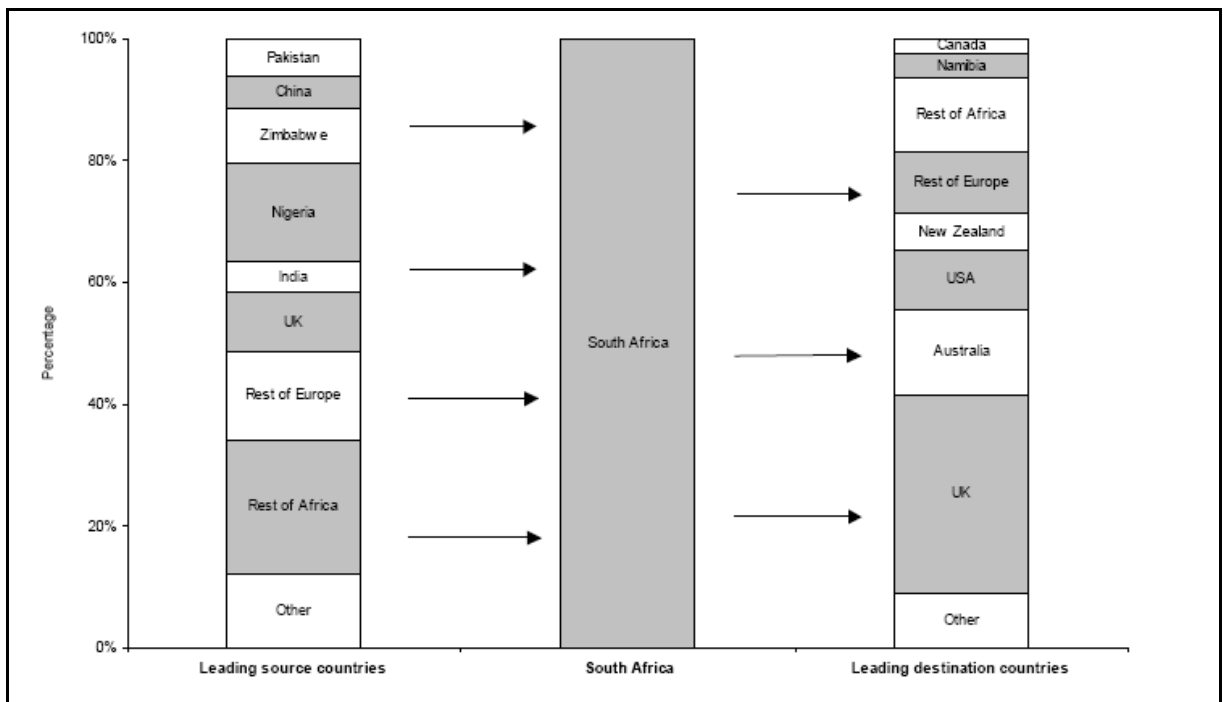 100%
80%
60%
40%
20%
0%
Percentage
Pakistan
China
Zimbabwe
Nigeria
India
UK
Rest of Europe
Rest of Africa
Other
South Africa
Canada
Namibia
Rest of Africa
Rest of Europe
New Zealand
USA
Australia
UK
Other
Leading source countries
South Africa
Leading destination countries